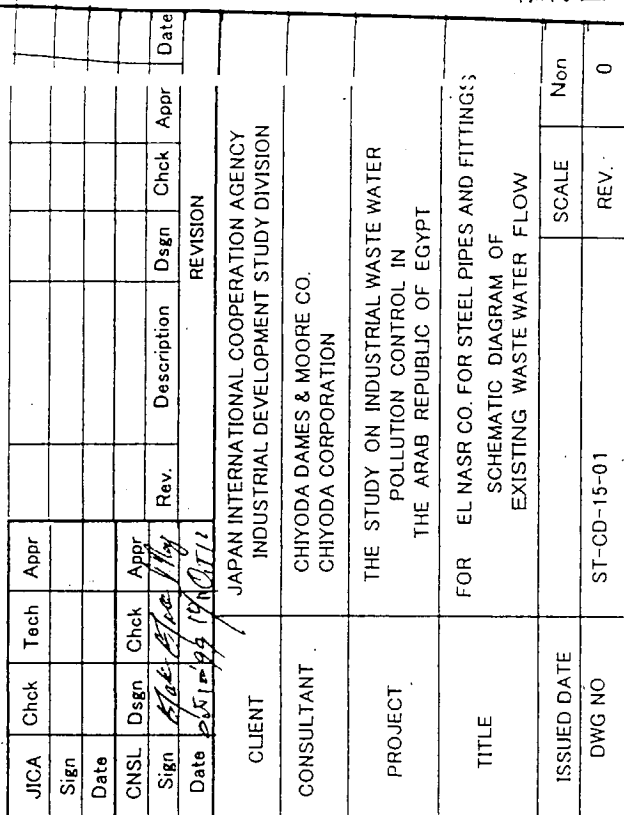 JICA Chck Tech Appr
Sign
Date
CNSL Dsgn Chck Appr Rev. Description Dsgn Chck Appr Date
Sign
Date REVISION
CLIENT JAPAN INTERNATIONAL COOPERATION AGENCY
INDUSTRIAL DEVELOPMENT STUDY DIVISION
CONSULTANT CHIYODA DAMES & MOORE CO.
CHIYODA CORPORATION
PROJECT THE STUDY ON INDUSTRIAL WASTE WATER
POLLUTION CONTROL IN
THE ARAB REPUBLIC OF EGYPT
TITLE FOR EL NASR CO. FOR STEEL PIPES AND FITTINGS
SCHEMATIC DIAGRAM OF
EXISTING WASTE WATER FLOW
ISSUED DATE SCALE Non
DWG NO ST-CD-15-01 REV. 0